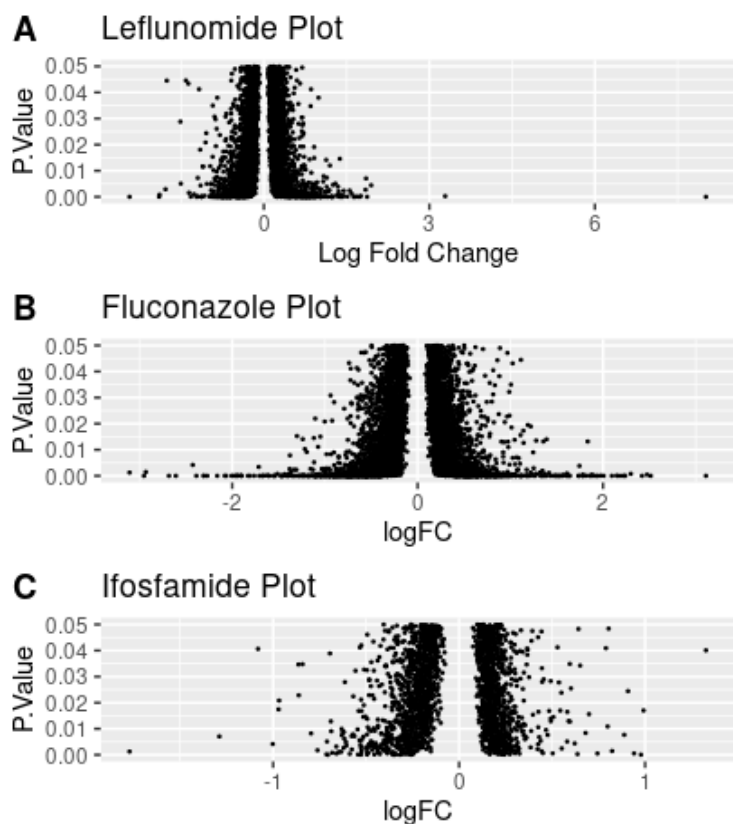 A Leflunomide Plot
0.05
0.04
0.03
0.02
0.01
0.00
P.Value
0 3 6
Log Fold Change
B Fluconazole Plot
0.05
0.04
0.03
0.02
0.01
0.00
P.Value
-2 0 2
logFC
C Ifosfamide Plot
0.05
0.04
0.03
0.02
0.01
0.00
P.Value
-1 0 1
logFC